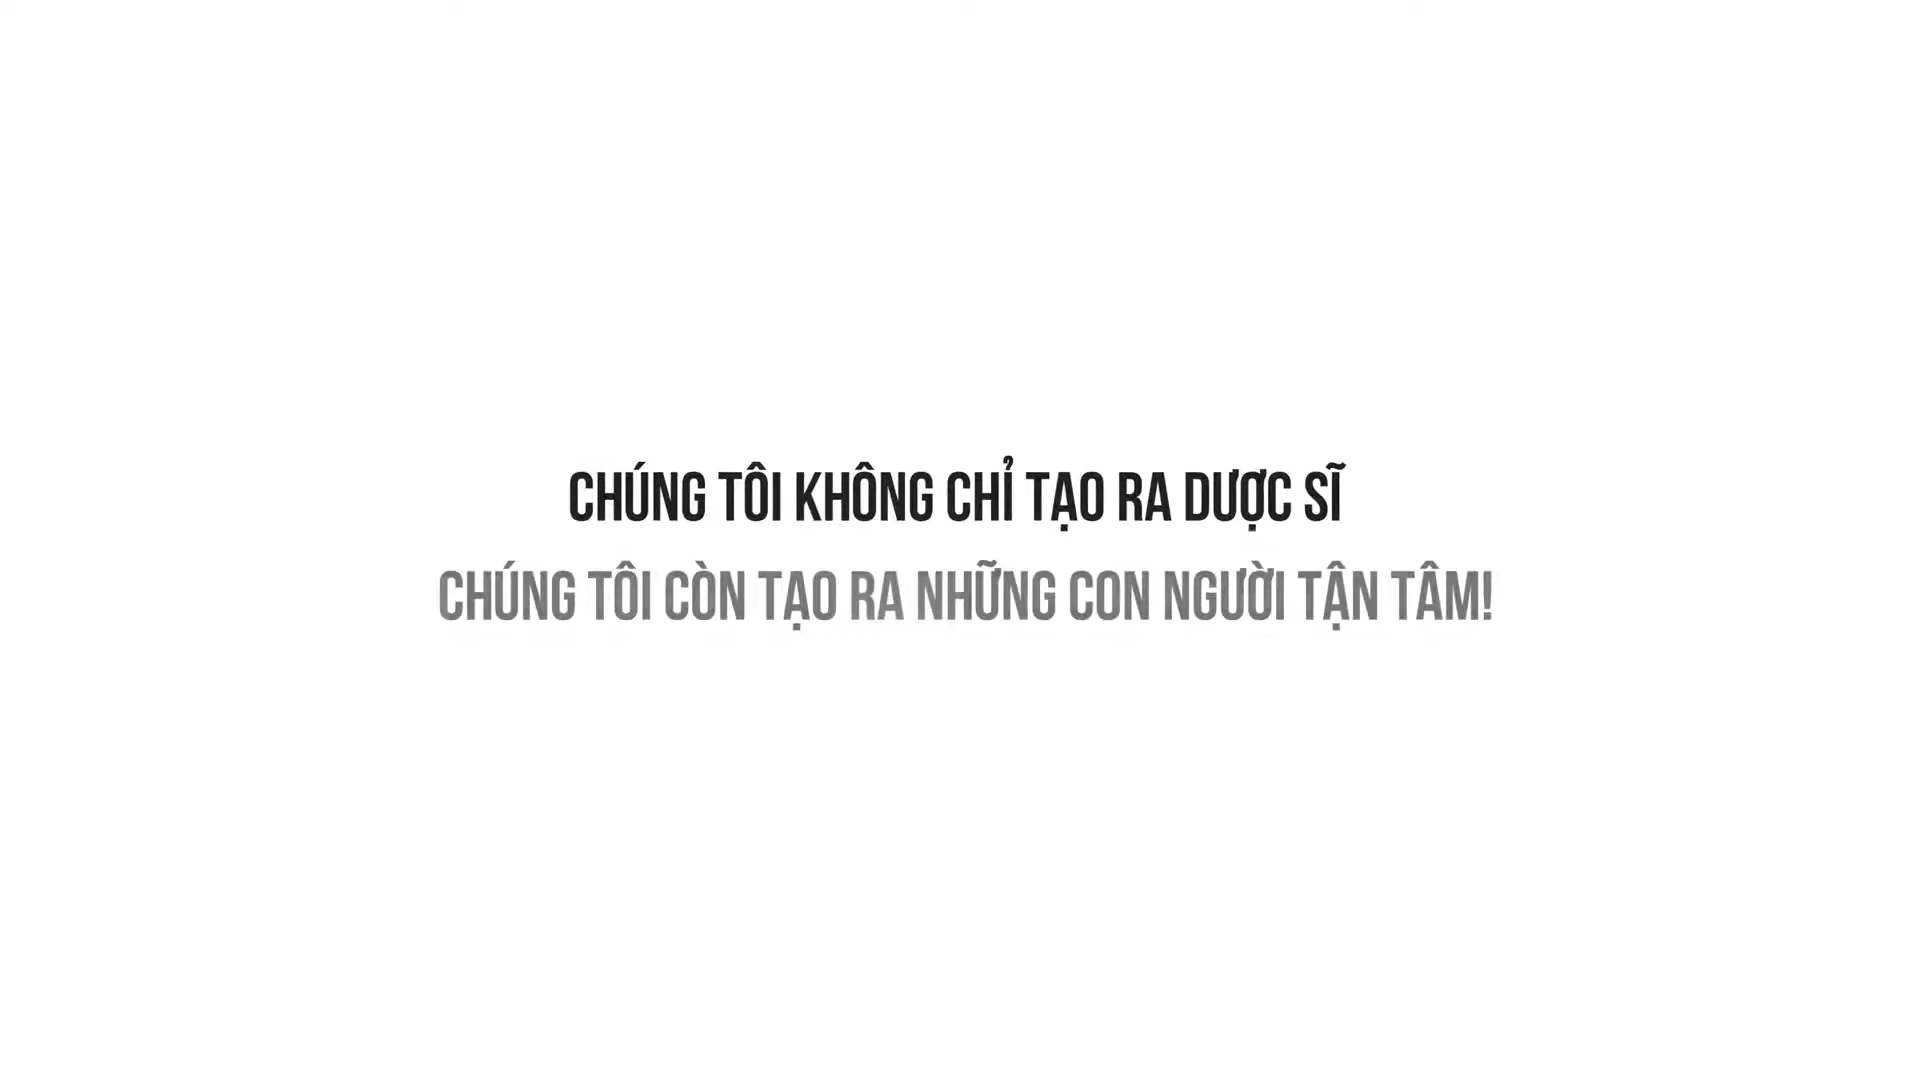 CHÚNG TÔI KHÔNG CHỈ TẠO RA DƯỢC SĨ
CHÚNG TÔI CÒN TẠO RA NHỮNG CON NGƯỜI TẬN TÂM!